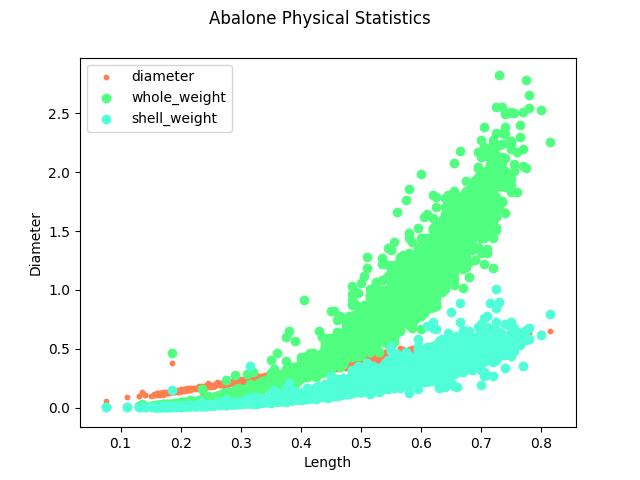 Abalone Physical Statistics
diameter
whole_weight
shell_weight
2.5
2.0
1.5
1.0
0.5
0.0
Diameter
0.1 0.2 0.3 0.4 0.5 0.6 0.7 0.8
Length